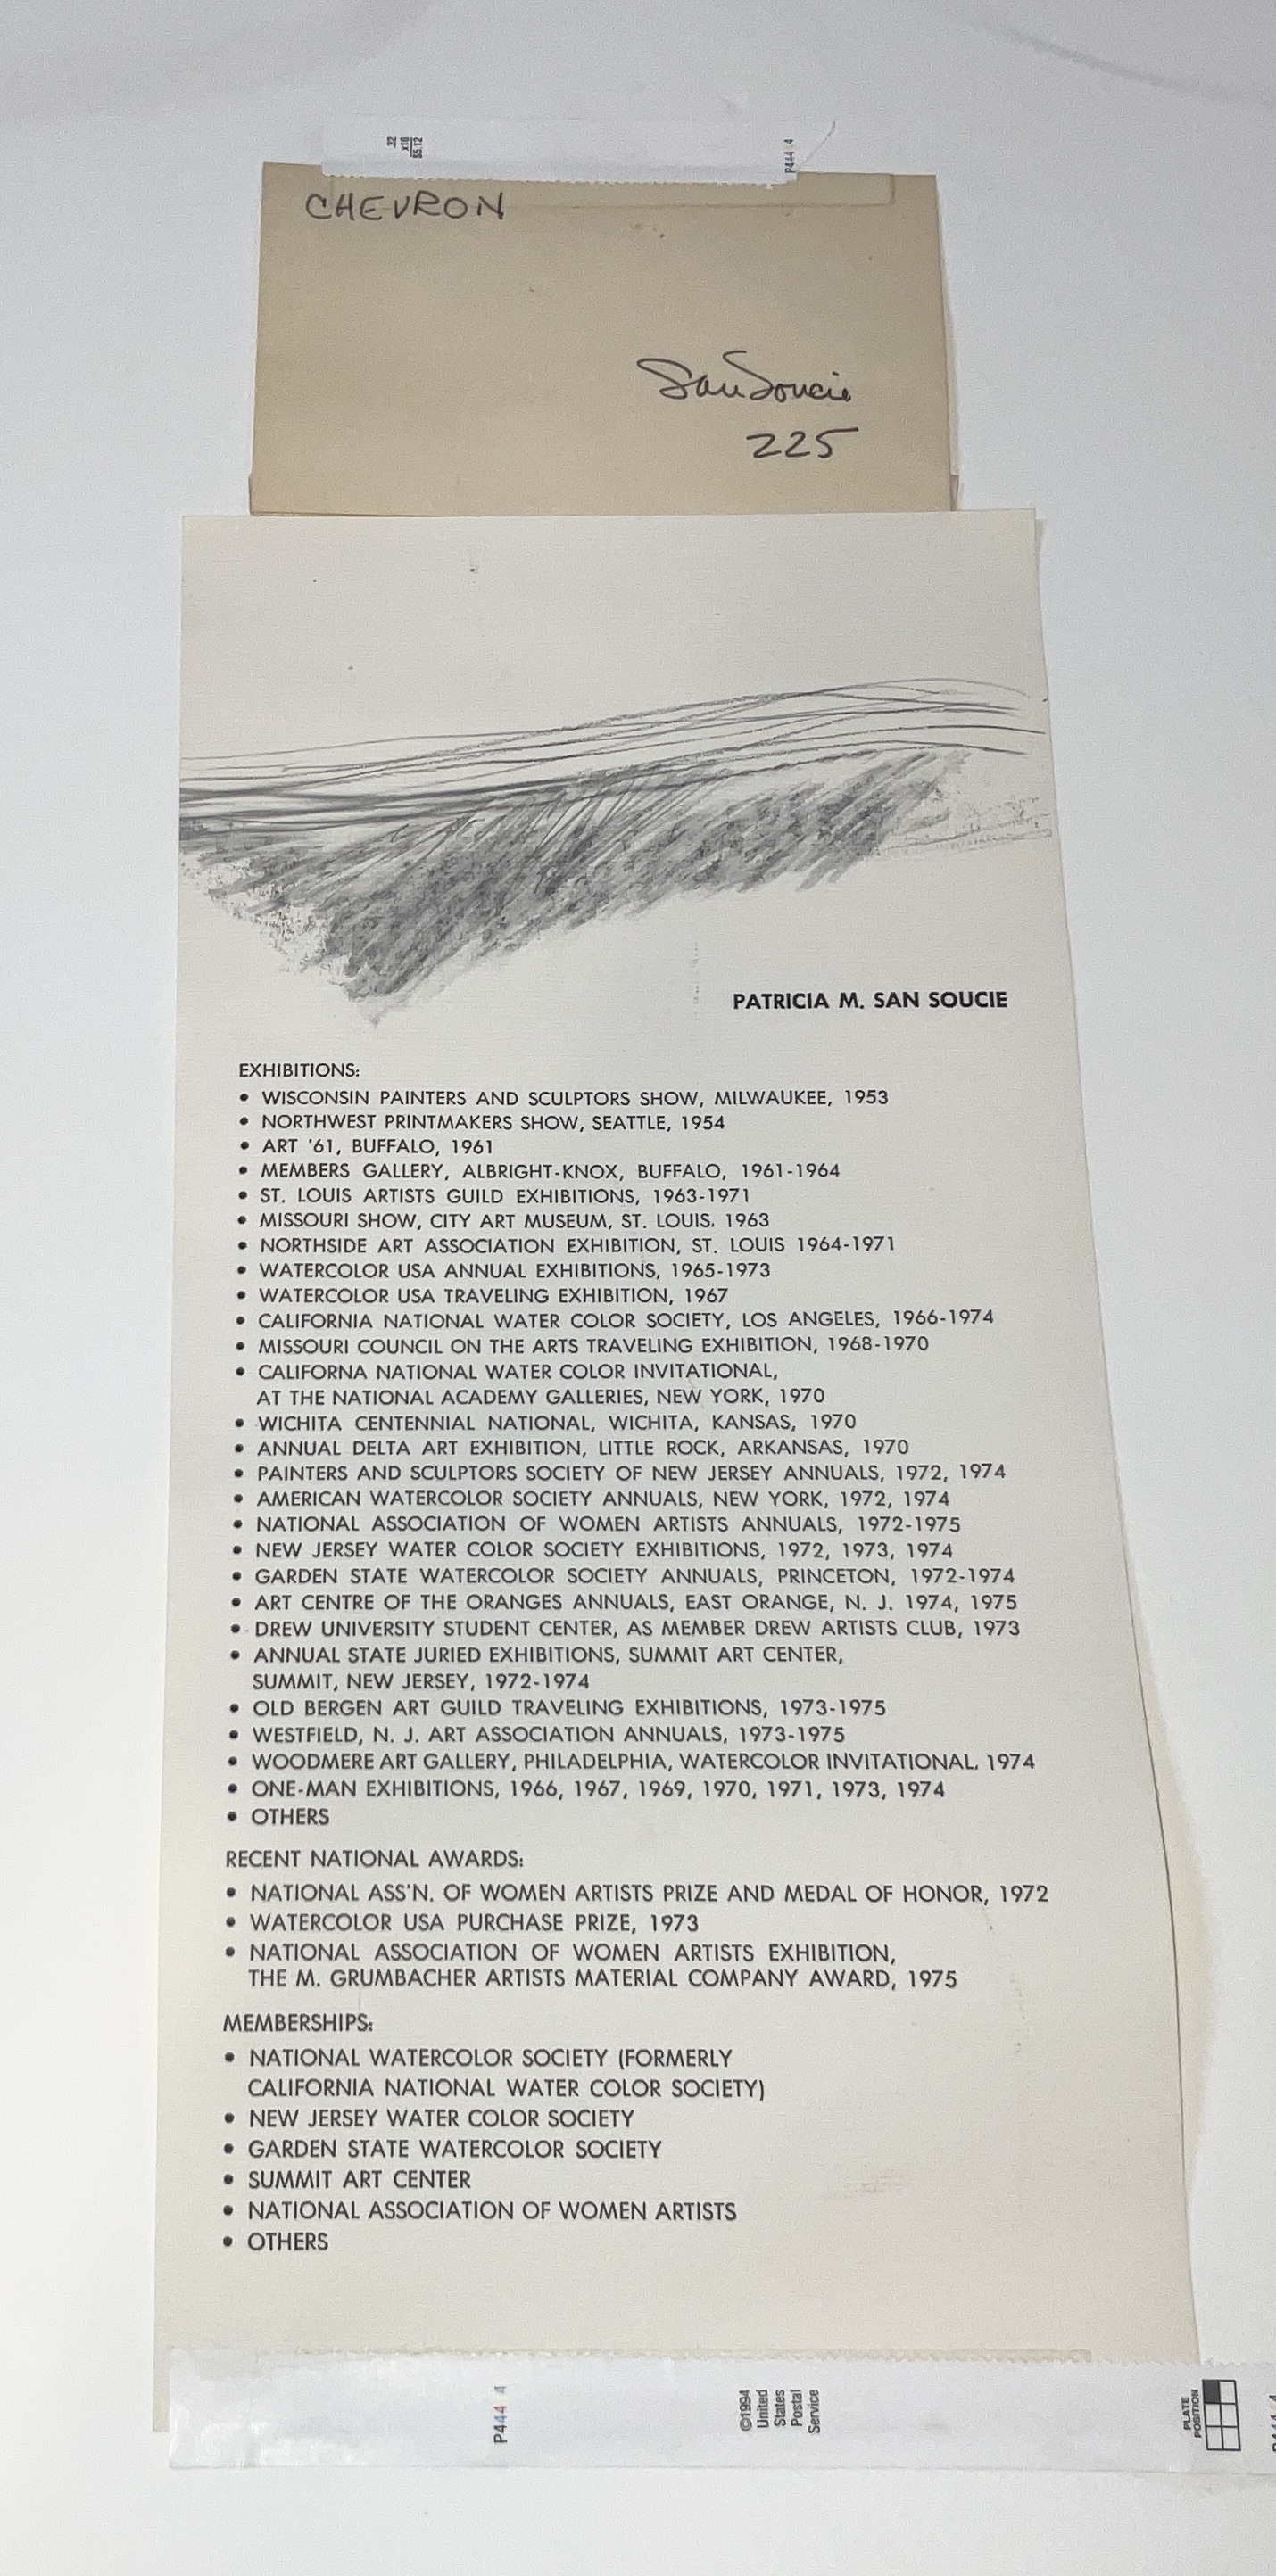 .32
x16
$5.12
P444 4
CHEVRON
SanSoucie
225
PATRICIA M. SAN SOUCIE
EXHIBITIONS:
• WISCONSIN PAINTERS AND SCULPTORS SHOW, MILWAUKEE, 1953
• NORTHWEST PRINTMAKERS SHOW, SEATTLE, 1954
• ART '61, BUFFALO, 1961
• MEMBERS GALLERY, ALBRIGHT-KNOX, BUFFALO, 1961-1964
• ST. LOUIS ARTISTS GUILD EXHIBITIONS, 1963-1971
• MISSOURI SHOW, CITY ART MUSEUM, ST. LOUIS. 1963
• NORTHSIDE ART ASSOCIATION EXHIBITION, ST. LOUIS 1964-1971
• WATERCOLOR USA ANNUAL EXHIBITIONS, 1965-1973
• WATERCOLOR USA TRAVELING EXHIBITION, 1967
• CALIFORNIA NATIONAL WATER COLOR SOCIETY, LOS ANGELES, 1966-1974
• MISSOURI COUNCIL ON THE ARTS TRAVELING EXHIBITION, 1968-1970
• CALIFORNA NATIONAL WATER COLOR INVITATIONAL,
AT THE NATIONAL ACADEMY GALLERIES, NEW YORK, 1970
• WICHITA CENTENNIAL NATIONAL, WICHITA, KANSAS, 1970
• ANNUAL DELTA ART EXHIBITION, LITTLE ROCK, ARKANSAS, 1970
• PAINTERS AND SCULPTORS SOCIETY OF NEW JERSEY ANNUALS, 1972, 1974
• AMERICAN WATERCOLOR SOCIETY ANNUALS, NEW YORK, 1972, 1974
• NATIONAL ASSOCIATION OF WOMEN ARTISTS ANNUALS, 1972-1975
• NEW JERSEY WATER COLOR SOCIETY EXHIBITIONS, 1972, 1973, 1974
• GARDEN STATE WATERCOLOR SOCIETY ANNUALS, PRINCETON, 1972-1974
• ART CENTRE OF THE ORANGES ANNUALS, EAST ORANGE, N. J. 1974, 1975
• DREW UNIVERSITY STUDENT CENTER, AS MEMBER DREW ARTISTS CLUB, 1973
• ANNUAL STATE JURIED EXHIBITIONS, SUMMIT ART CENTER,
SUMMIT, NEW JERSEY, 1972-1974
• OLD BERGEN ART GUILD TRAVELING EXHIBITIONS, 1973-1975
• WESTFIELD, N. J. ART ASSOCIATION ANNUALS, 1973-1975
• WOODMERE ART GALLERY, PHILADELPHIA, WATERCOLOR INVITATIONAL. 1974
• ONE-MAN EXHIBITIONS, 1966, 1967, 1969, 1970, 1971, 1973, 1974
• OTHERS
RECENT NATIONAL AWARDS:
• NATIONAL ASS'N. OF WOMEN ARTISTS PRIZE AND MEDAL OF HONOR, 1972
• WATERCOLOR USA PURCHASE PRIZE, 1973
• NATIONAL ASSOCIATION OF WOMEN ARTISTS EXHIBITION,
THE M. GRUMBACHER ARTISTS MATERIAL COMPANY AWARD, 1975
MEMBERSHIPS:
• NATIONAL WATERCOLOR SOCIETY (FORMERLY
CALIFORNIA NATIONAL WATER COLOR SOCIETY)
• NEW JERSEY WATER COLOR SOCIETY
• GARDEN STATE WATERCOLOR SOCIETY
• SUMMIT ART CENTER
• NATIONAL ASSOCIATION OF WOMEN ARTISTS
• OTHERS
P444 4
©1994
United
States
Postal
Service
PLATE
POSITION